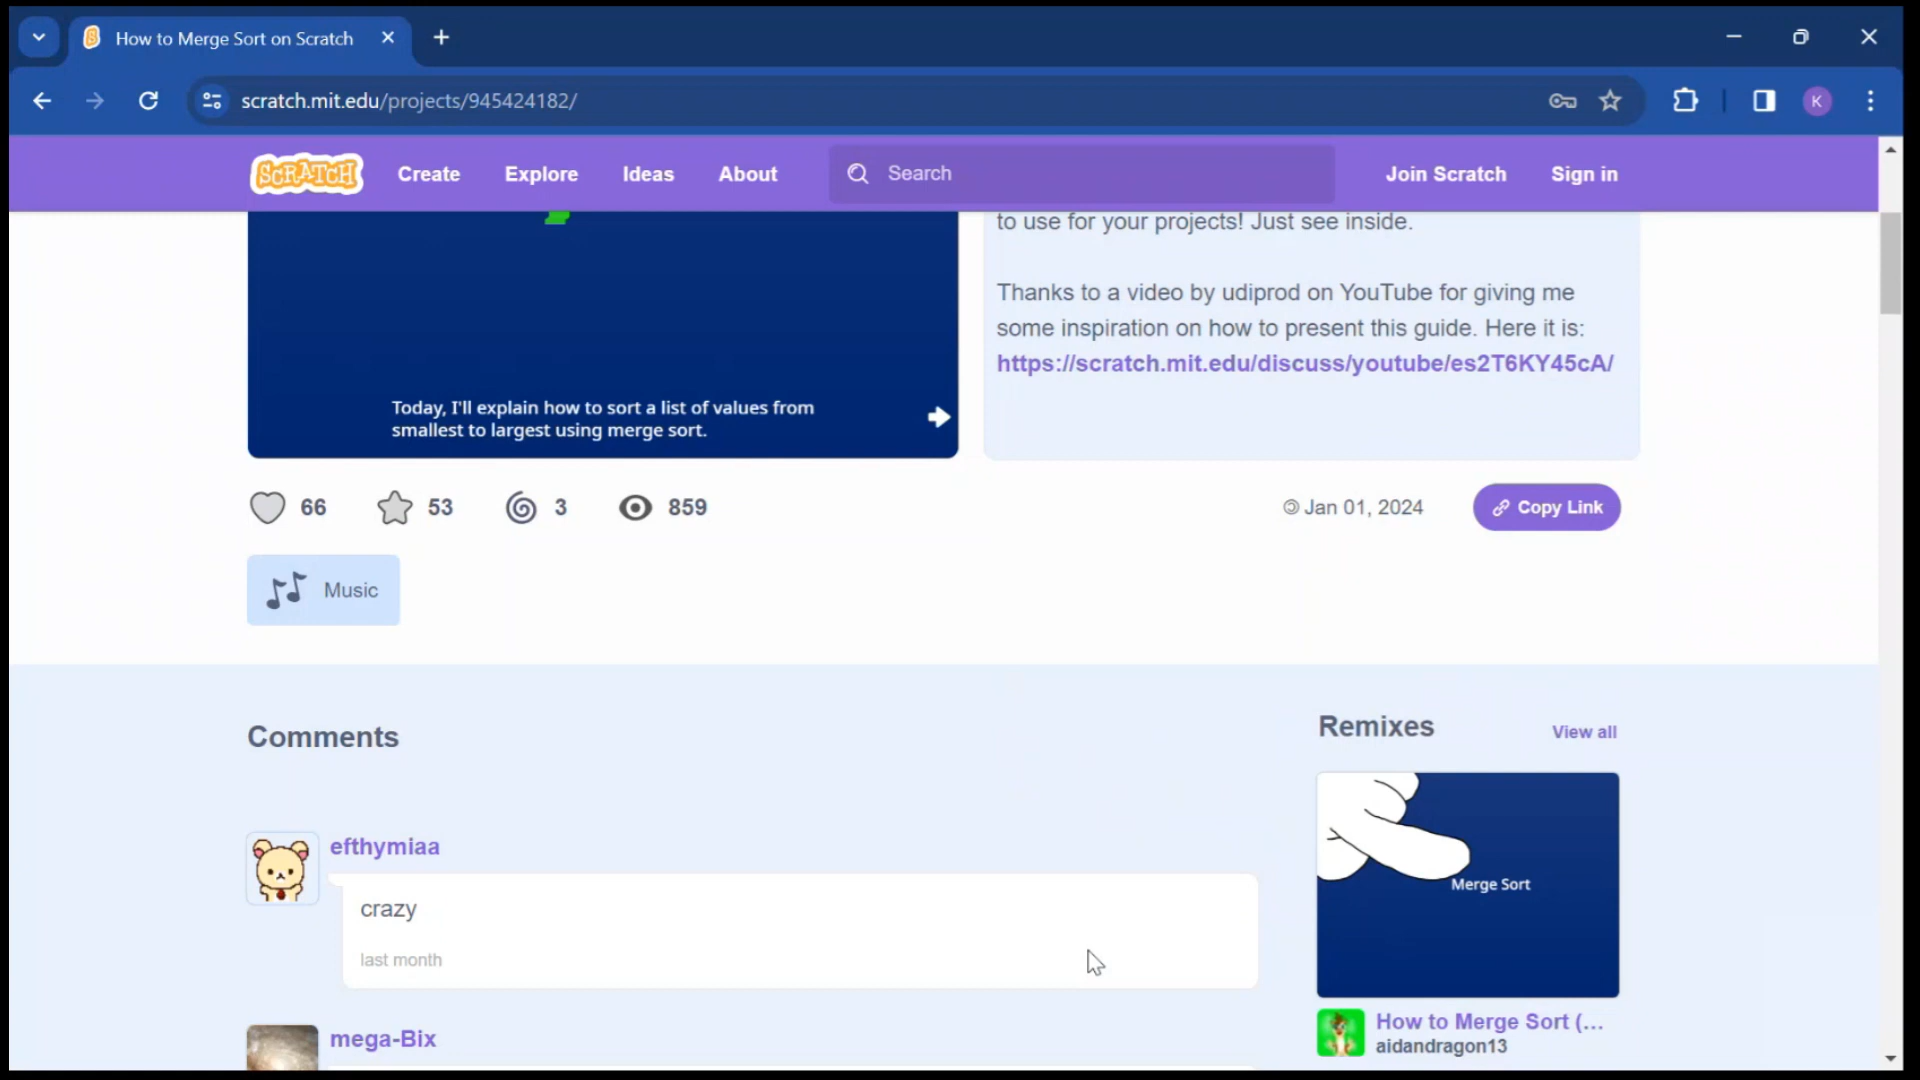 How to Merge Sort on Scratch
scratch.mit.edu/projects/945424182/
K
SCRATCH
Create
Explore
Ideas
About
Search
Join Scratch
Sign in
to use for your projects! Just see inside.
Thanks to a video by udiprod on YouTube for giving me
some inspiration on how to present this guide. Here it is:
https://scratch.mit.edu/discuss/youtube/es2T6KY45cA/
Today, I'll explain how to sort a list of values from
smallest to largest using merge sort.
66
53
3
859
© Jan 01, 2024
Copy Link
Music
Comments
Remixes
View all
efthymiaa
crazy
last month
Merge Sort
mega-Bix
How to Merge Sort (...
aidandragon13